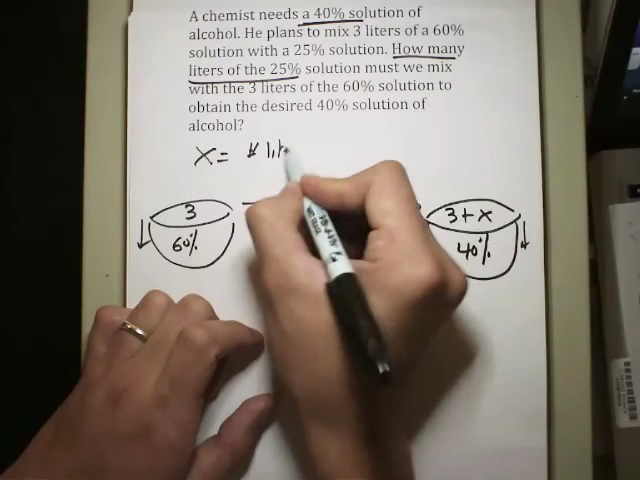 A chemist needs a 40% solution of
alcohol. He plans to mix 3 liters of a 60%
solution with a 25% solution. How many
liters of the 25% solution must we mix
with the 3 liters of the 60% solution to
obtain the desired 40% solution of
alcohol?
x = # lit
3
3 + x
60%
40%